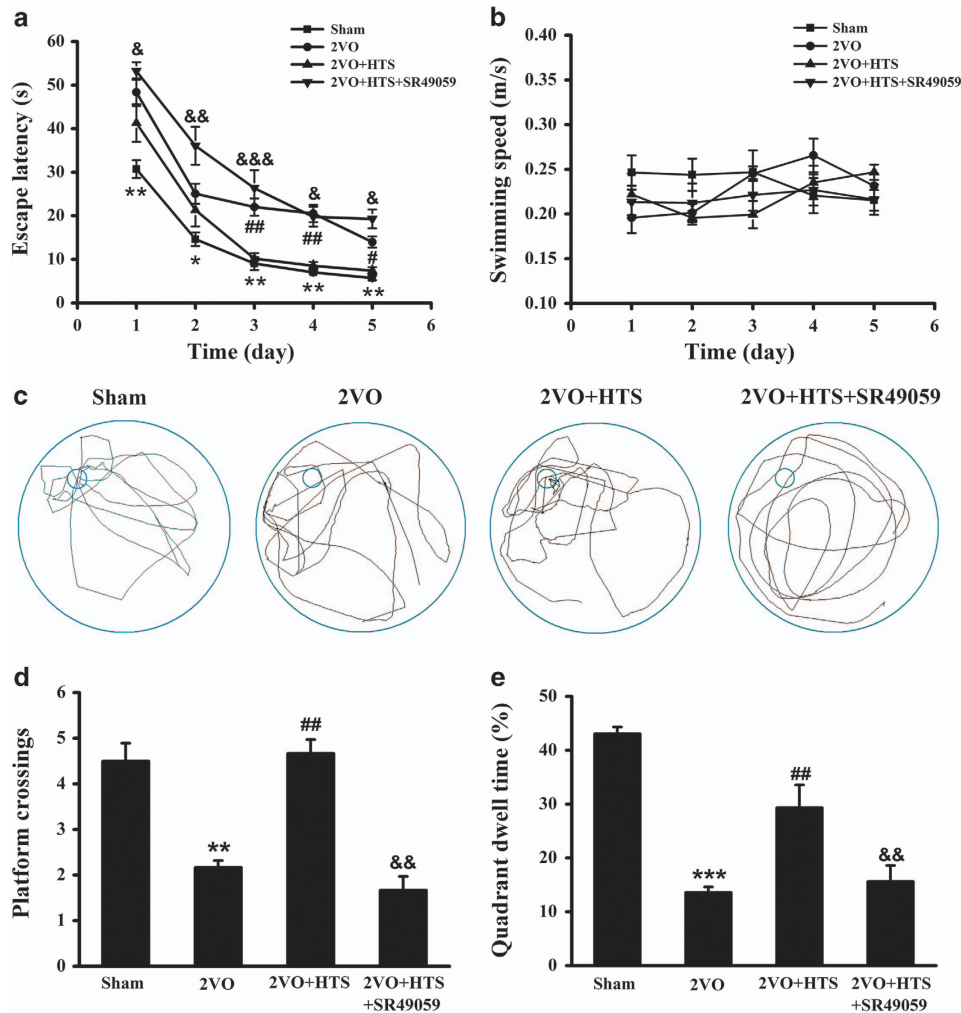 a
Sham
2VO
2VO+HTS
2VO+HTS+SR49059
Escape latency (s)
60
50
40
30
20
10
0
&
&&
&&&
&
&
##
##
#
**
*
**
**
**
0 1 2 3 4 5 6
Time (day)
b
Sham
2VO
2VO+HTS
2VO+HTS+SR49059
Swimming speed (m/s)
0.40
0.35
0.30
0.25
0.20
0.15
0.10
0 1 2 3 4 5 6
Time (day)
c
Sham 2VO 2VO+HTS 2VO+HTS+SR49059
d
Platform crossings
6
5
4
3
2
1
0
**
##
&&
Sham 2VO 2VO+HTS 2VO+HTS
+SR49059
e
Quadrant dwell time (%)
50
40
30
20
10
0
***
##
&&
Sham 2VO 2VO+HTS 2VO+HTS
+SR49059